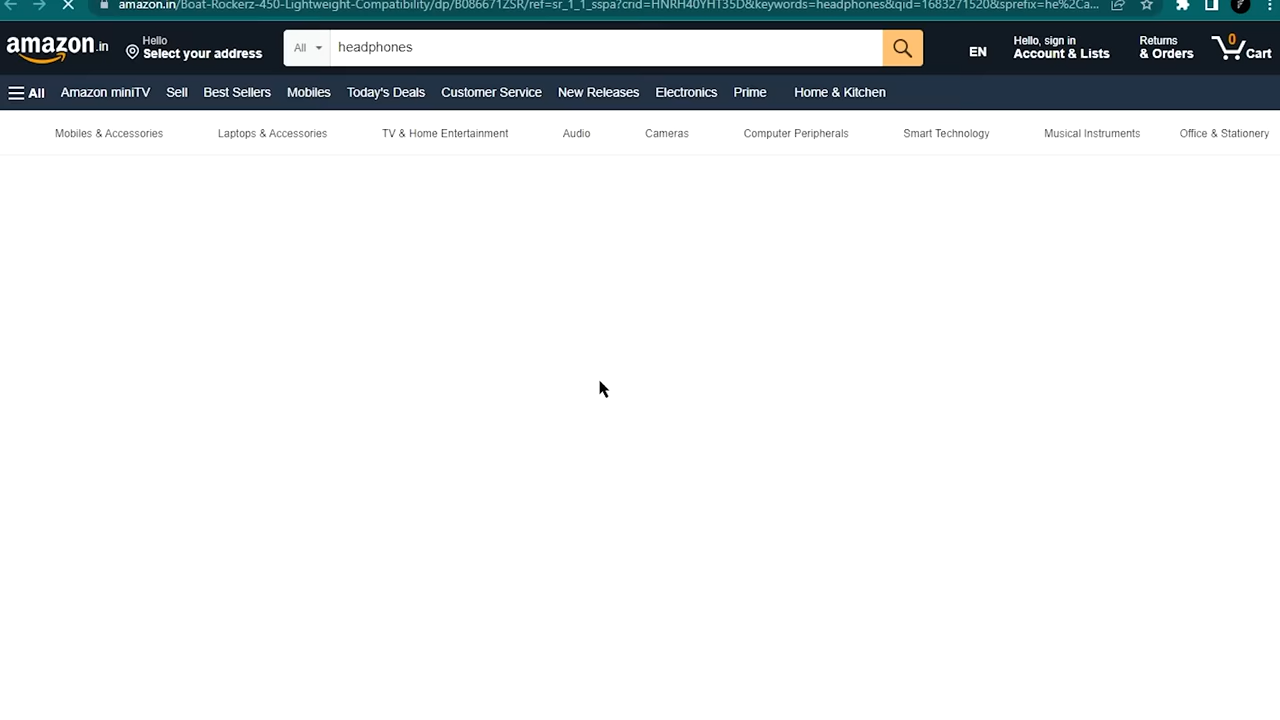 amazon.in/Boat-Rockerz-450-Lightweight-Compatibility/dp/B086671ZSR/ref=sr_1_1_sspa?crid=HNRH40YHT35D&keywords=headphones&qid=1683271520&sprefix=he%2Ca...
amazon.in
Hello
Select your address
All
headphones
EN
Hello, sign in
Account & Lists
Returns
& Orders
0
Cart
All Amazon miniTV Sell Best Sellers Mobiles Today's Deals Customer Service New Releases Electronics Prime Home & Kitchen
Mobiles & Accessories Laptops & Accessories TV & Home Entertainment Audio Cameras Computer Peripherals Smart Technology Musical Instruments Office & Stationery